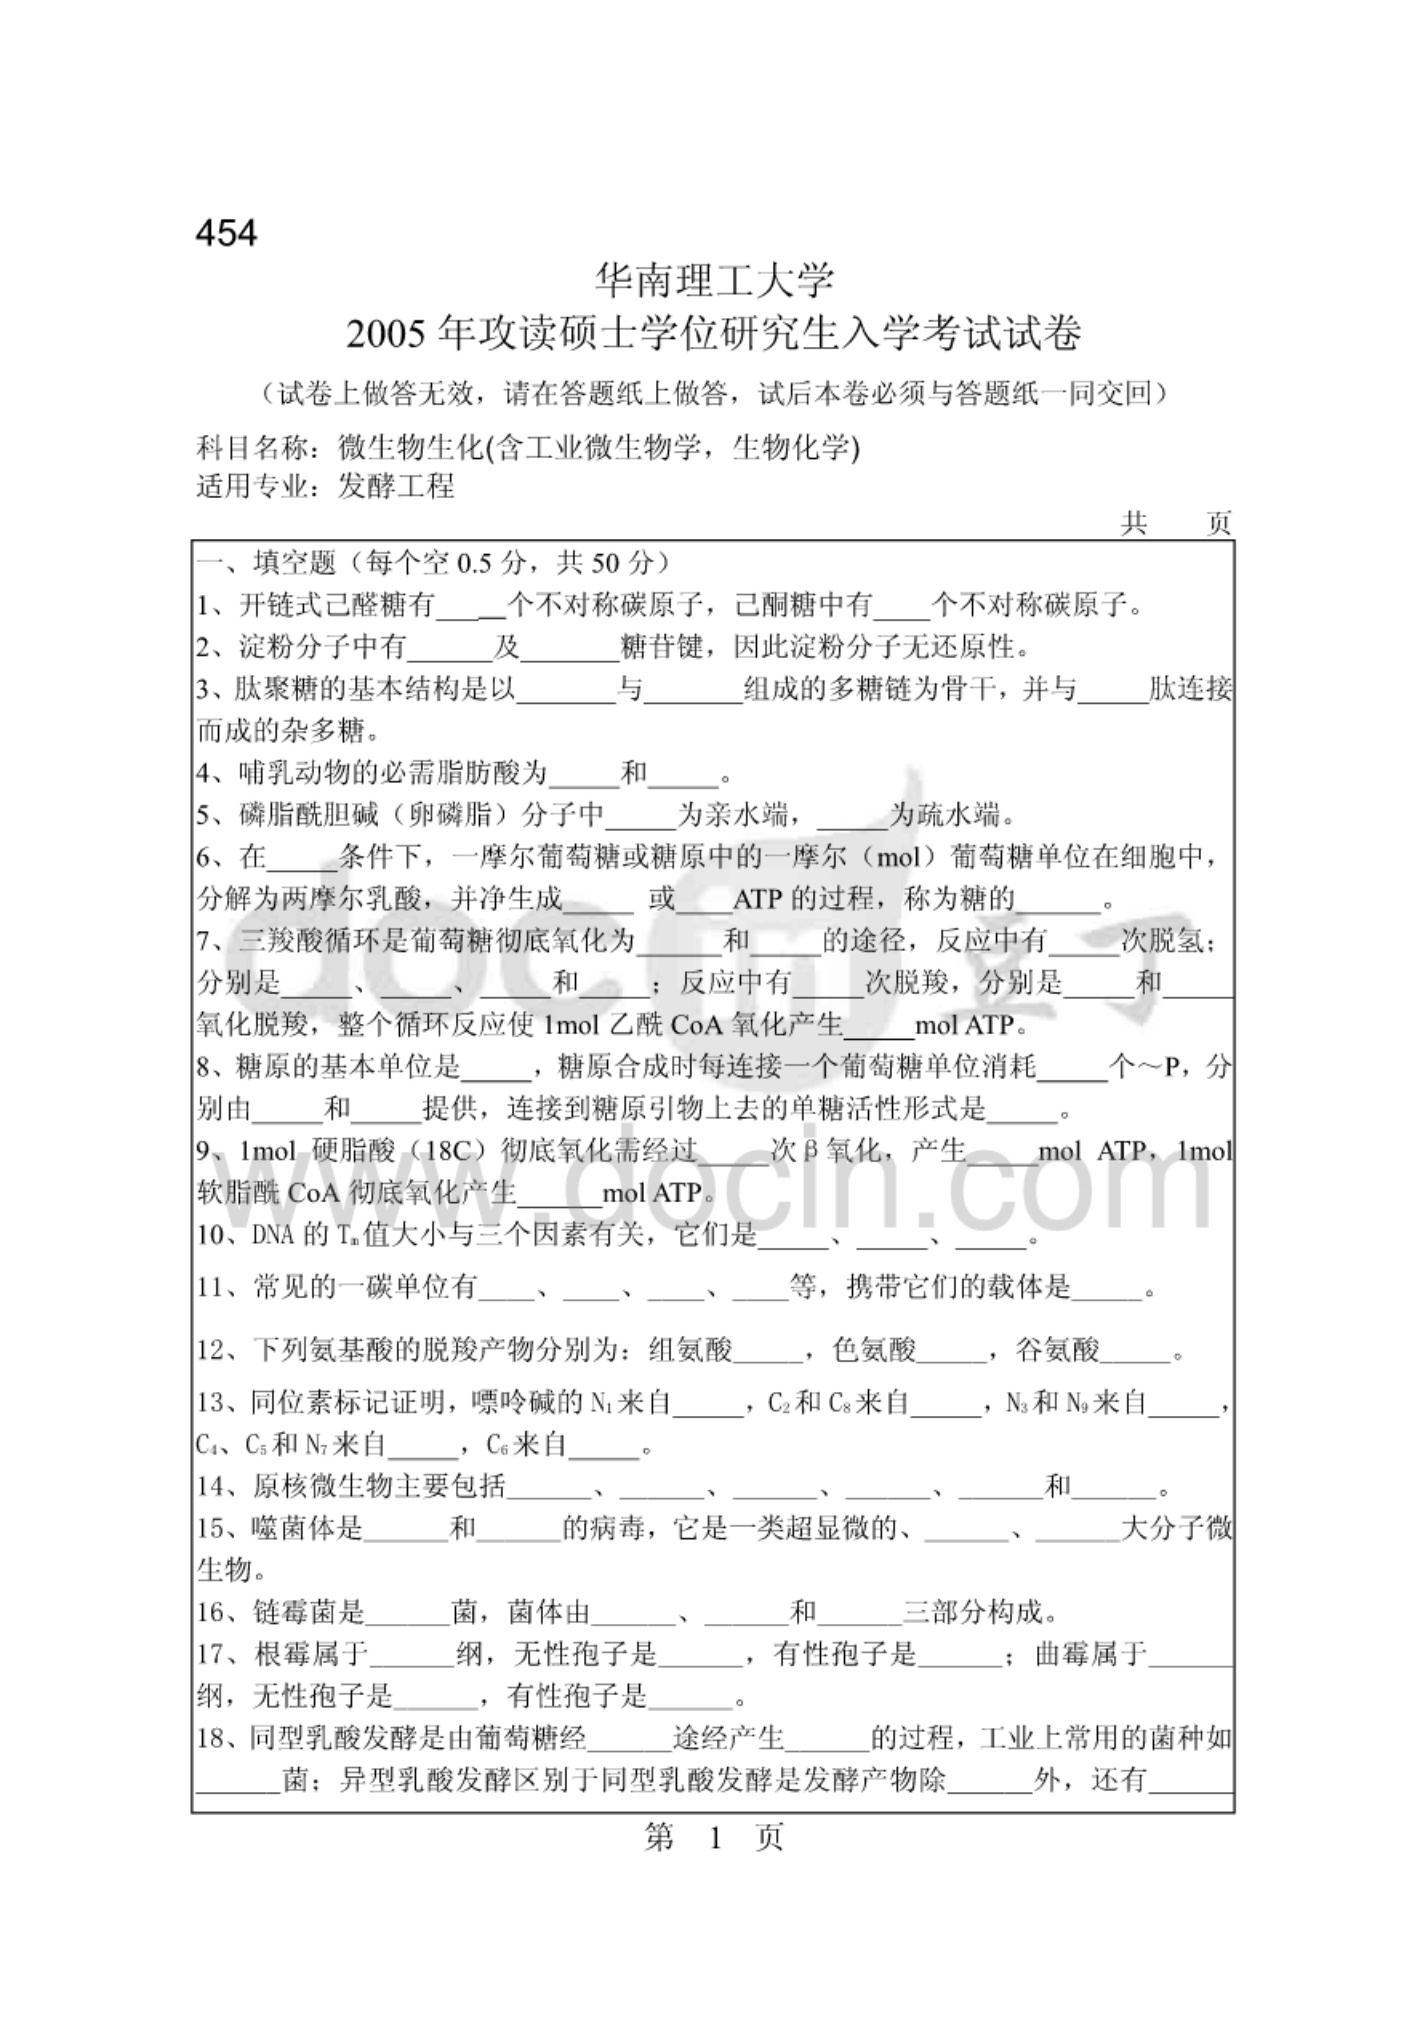 454
华南理工大学
2005 年攻读硕士学位研究生入学考试试卷
（试卷上做答无效，请在答题纸上做答，试后本卷必须与答题纸一同交回）
科目名称：微生物生化(含工业微生物学，生物化学)
适用专业：发酵工程
共　　页
一、填空题（每个空 0.5 分，共 50 分）
1、开链式己醛糖有_____个不对称碳原子，己酮糖中有____个不对称碳原子。
2、淀粉分子中有______及_______糖苷键，因此淀粉分子无还原性。
3、肽聚糖的基本结构是以_______与_______组成的多糖链为骨干，并与_____肽连接
而成的杂多糖。
4、哺乳动物的必需脂肪酸为_____和_____。
5、磷脂酰胆碱（卵磷脂）分子中_____为亲水端，_____为疏水端。
6、在_____条件下，一摩尔葡萄糖或糖原中的一摩尔（mol）葡萄糖单位在细胞中，
分解为两摩尔乳酸，并净生成_____ 或____ATP 的过程，称为糖的______。
7、三羧酸循环是葡萄糖彻底氧化为______和_____的途径，反应中有_____次脱氢；
分别是_____、_____、_____和_____；反应中有_____次脱羧，分别是_____和_____
氧化脱羧，整个循环反应使 1mol 乙酰 CoA 氧化产生_____mol ATP。
8、糖原的基本单位是_____，糖原合成时每连接一个葡萄糖单位消耗_____个～P，分
别由_____和_____提供，连接到糖原引物上去的单糖活性形式是_____。
9、1mol 硬脂酸（18C）彻底氧化需经过_____次β氧化，产生_____mol ATP，1mol
软脂酰 CoA 彻底氧化产生______mol ATP。
10、DNA 的 Tm值大小与三个因素有关，它们是_____、_____、_____。
11、常见的一碳单位有____、____、____、____等，携带它们的载体是_____。
12、下列氨基酸的脱羧产物分别为：组氨酸_____，色氨酸_____，谷氨酸_____。
13、同位素标记证明，嘌呤碱的 N1来自_____，C2和 C8来自_____，N3和 N9来自_____，
C4、C5和 N7来自_____，C6来自_____。
14、原核微生物主要包括______、______、______、______、______和______。
15、噬菌体是______和______的病毒，它是一类超显微的、______、______大分子微
生物。
16、链霉菌是______菌，菌体由______、______和______三部分构成。
17、根霉属于______纲，无性孢子是______，有性孢子是______；曲霉属于______
纲，无性孢子是______，有性孢子是______。
18、同型乳酸发酵是由葡萄糖经______途经产生______的过程，工业上常用的菌种如
______菌；异型乳酸发酵区别于同型乳酸发酵是发酵产物除______外，还有______
第　1　页
docin 豆丁
www.docin.com